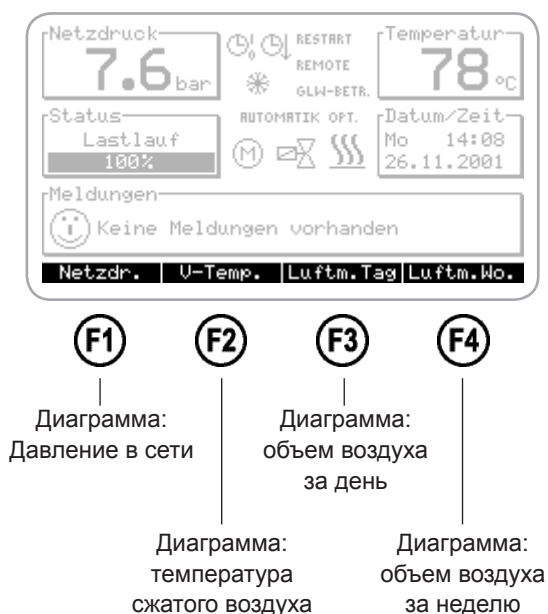 Netzdruck
7.6 bar
RESTART
REMOTE
GLW-BETR.
Temperatur
78 °C
Status
Lastlauf
100%
AUTOMATIK OPT.
M
Datum/Zeit
Mo 14:08
26.11.2001
Meldungen
i
Keine Meldungen vorhanden
Netzdr. V-Temp. Luftm.Tag Luftm.Wo.
F1 F2 F3 F4
Диаграмма:
Давление в сети
Диаграмма:
объем воздуха
за день
Диаграмма:
температура
сжатого воздуха
Диаграмма:
объем воздуха
за неделю